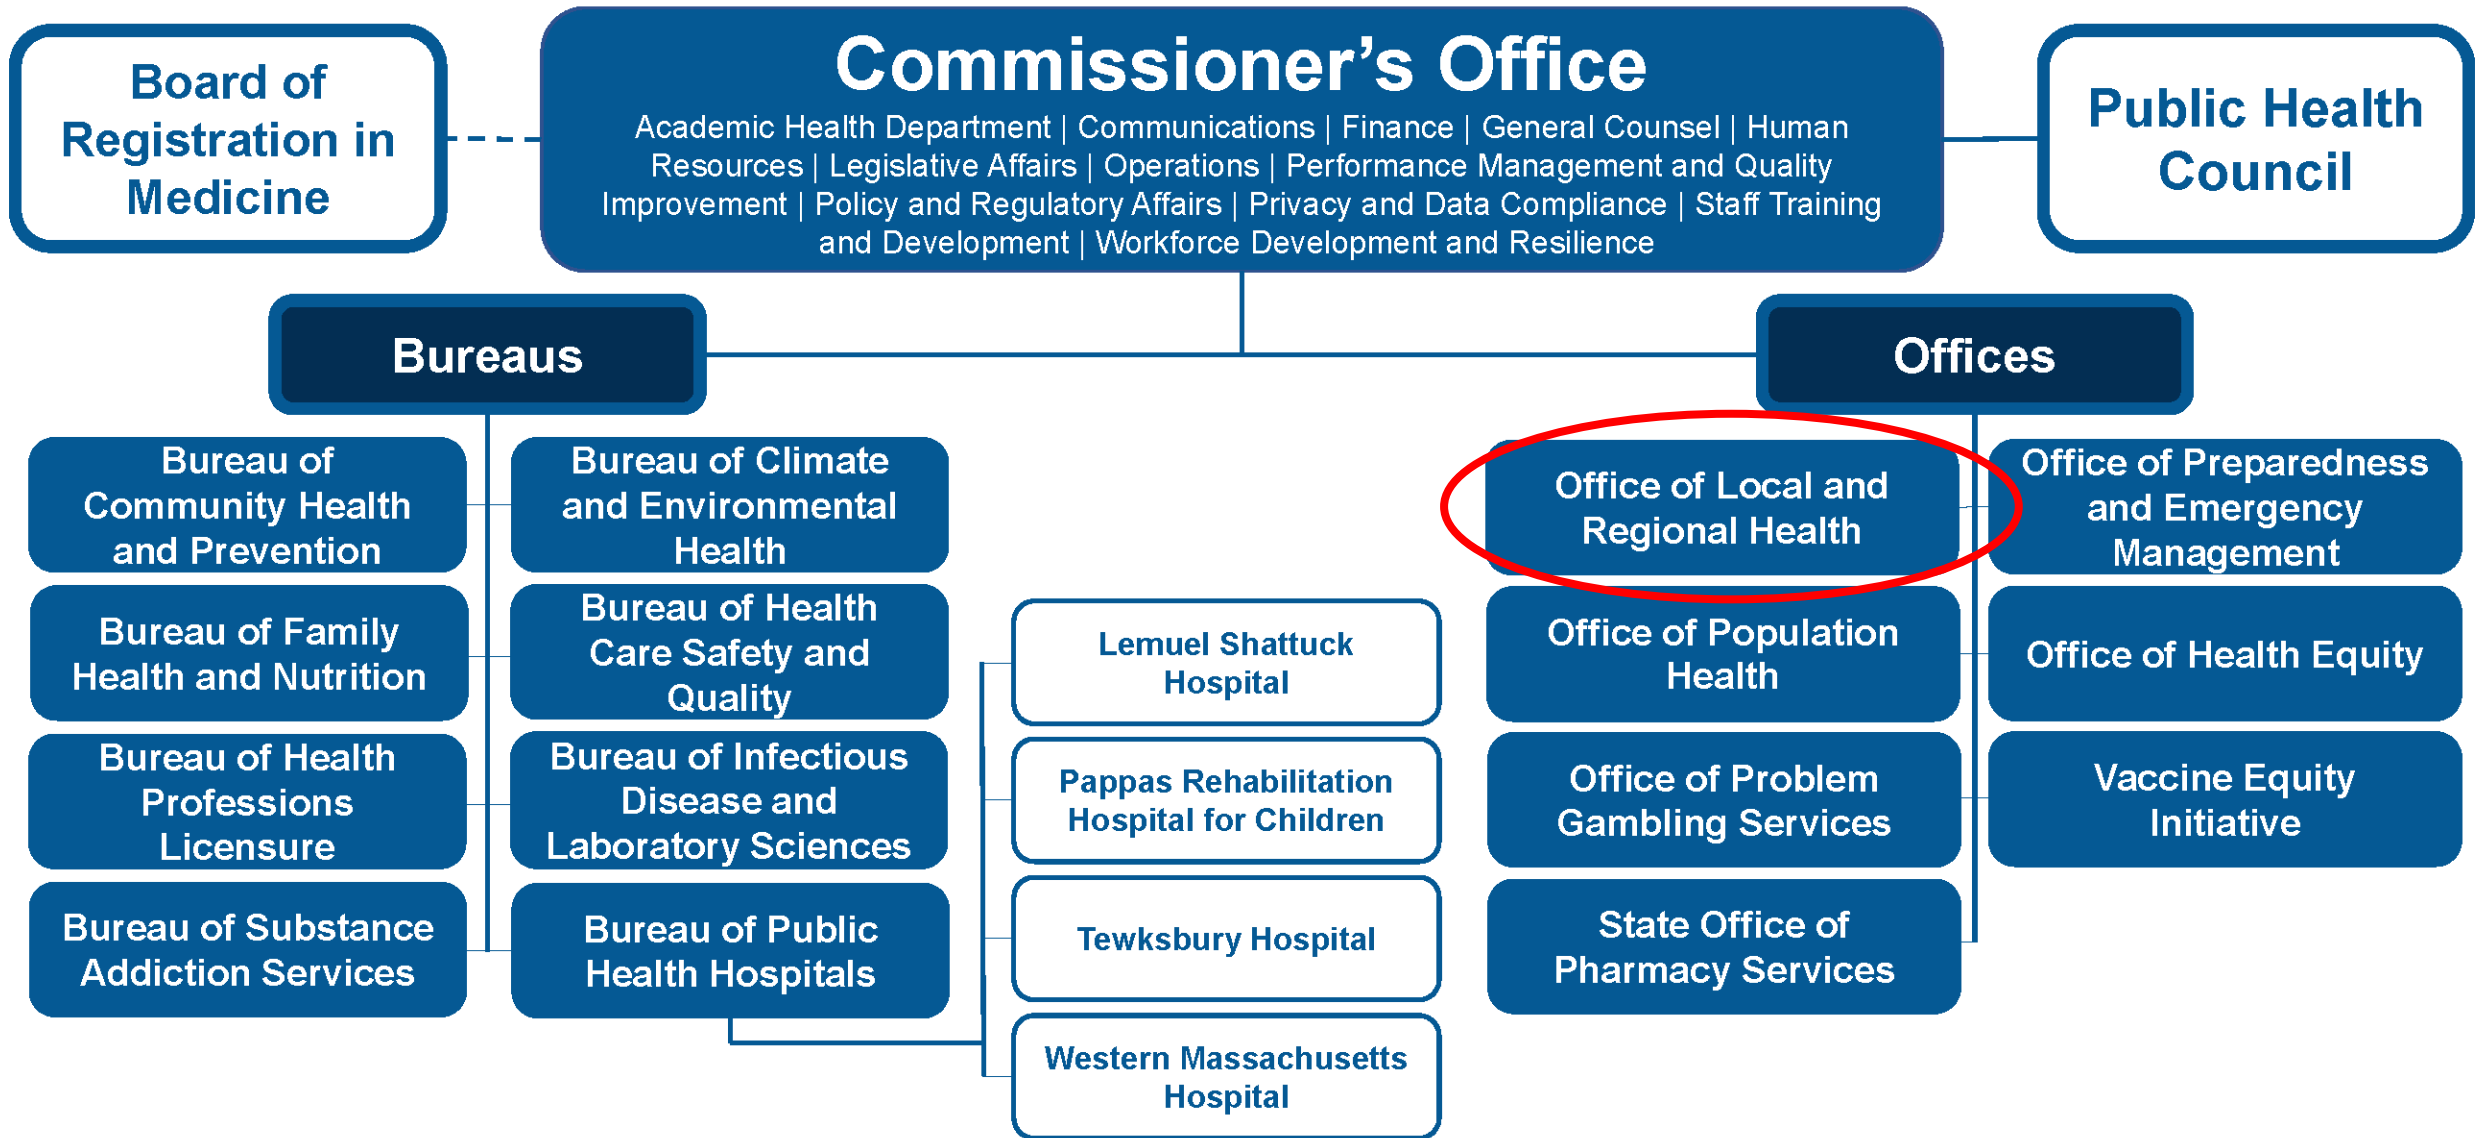 Board of
Registration in
Medicine
Commissioner’s Office
Academic Health Department | Communications | Finance | General Counsel | Human
Resources | Legislative Affairs | Operations | Performance Management and Quality
Improvement | Policy and Regulatory Affairs | Privacy and Data Compliance | Staff Training
and Development | Workforce Development and Resilience
Public Health
Council
Bureaus
Offices
Bureau of
Community Health
and Prevention
Bureau of Climate
and Environmental
Health
Bureau of Family
Health and Nutrition
Bureau of Health
Care Safety and
Quality
Bureau of Health
Professions
Licensure
Bureau of Infectious
Disease and
Laboratory Sciences
Bureau of Substance
Addiction Services
Bureau of Public
Health Hospitals
Lemuel Shattuck
Hospital
Pappas Rehabilitation
Hospital for Children
Tewksbury Hospital
Western Massachusetts
Hospital
Office of Local and
Regional Health
Office of Preparedness
and Emergency
Management
Office of Population
Health
Office of Health Equity
Office of Problem
Gambling Services
Vaccine Equity
Initiative
State Office of
Pharmacy Services